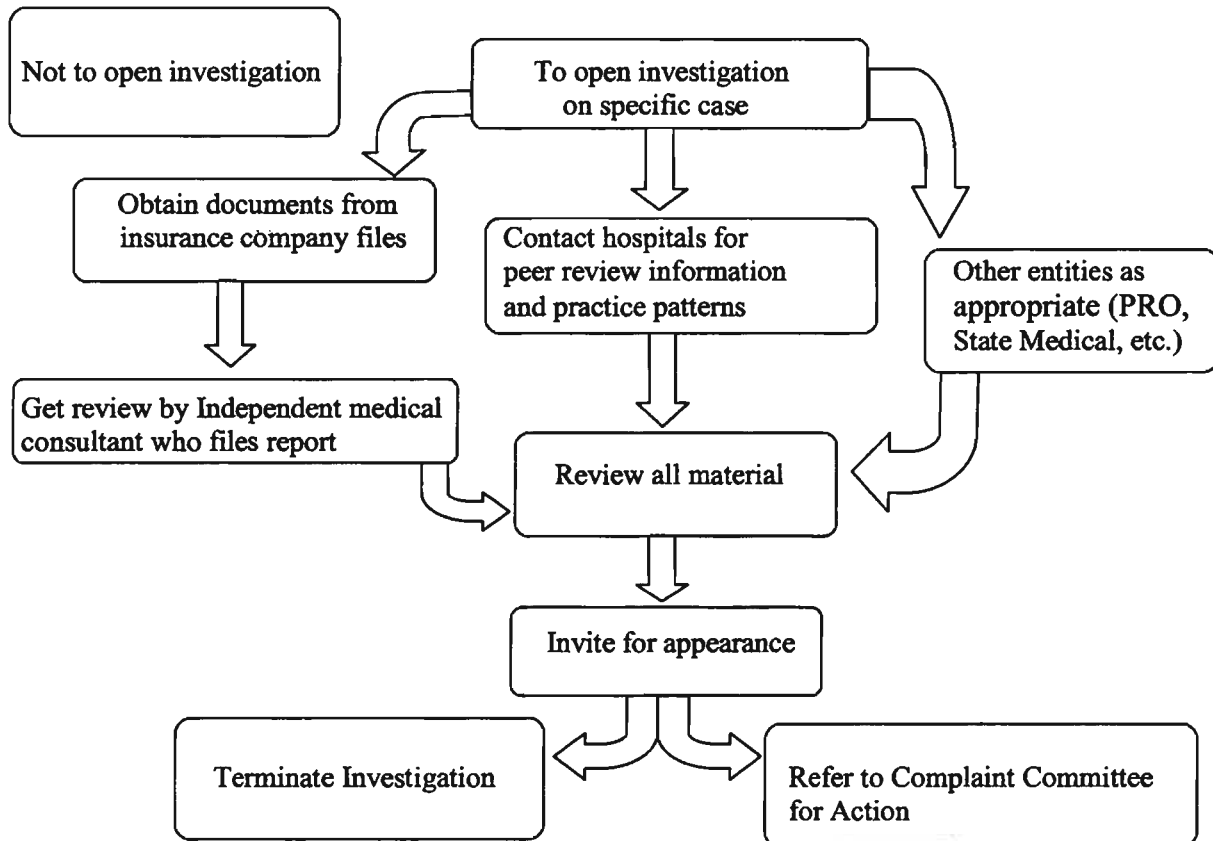 Not to open investigation
To open investigation
on specific case
Obtain documents from
insurance company files
Contact hospitals for
peer review information
and practice patterns
Other entities as
appropriate (PRO,
State Medical, etc.)
Get review by Independent medical
consultant who files report
Review all material
Invite for appearance
Terminate Investigation
Refer to Complaint Committee
for Action